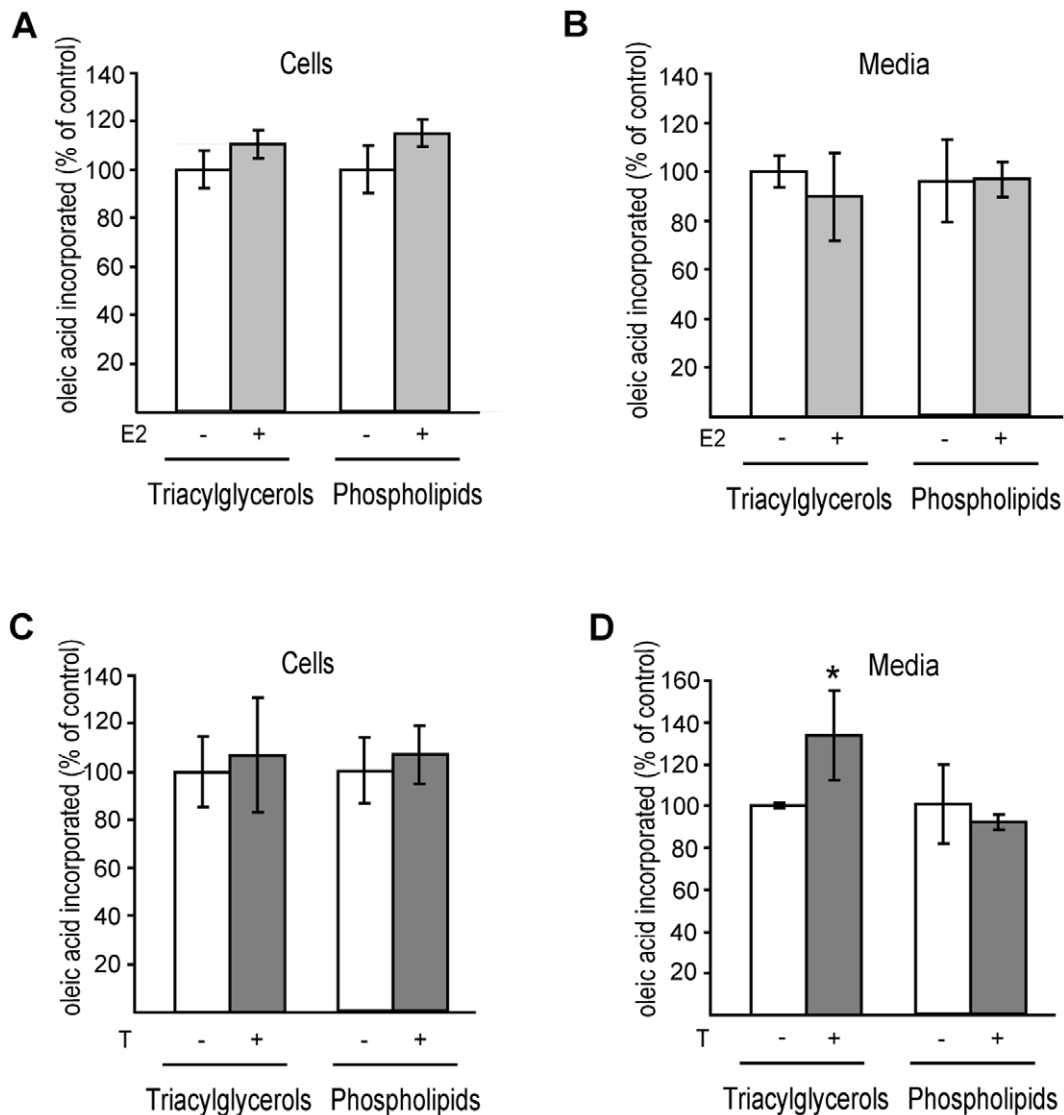 A
Cells
oleic acid incorporated (% of control)
140
120
100
80
60
40
20
E2 - + - +
Triacylglycerols Phospholipids
B
Media
oleic acid incorporated (% of control)
140
120
100
80
60
40
20
E2 - + - +
Triacylglycerols Phospholipids
C
Cells
oleic acid incorporated (% of control)
140
120
100
80
60
40
20
T - + - +
Triacylglycerols Phospholipids
D
Media
oleic acid incorporated (% of control)
160
*
140
120
100
80
60
40
20
T - + - +
Triacylglycerols Phospholipids